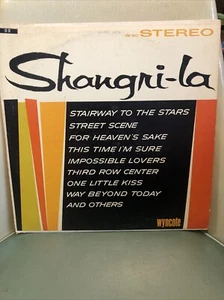 STEREO
Shangri-la
STAIRWAY TO THE STARS
STREET SCENE
FOR HEAVEN'S SAKE
THIS TIME I'M SURE
IMPOSSIBLE LOVERS
THIRD ROW CENTER
ONE LITTLE KISS
WAY BEYOND TODAY
AND OTHERS
wyncote